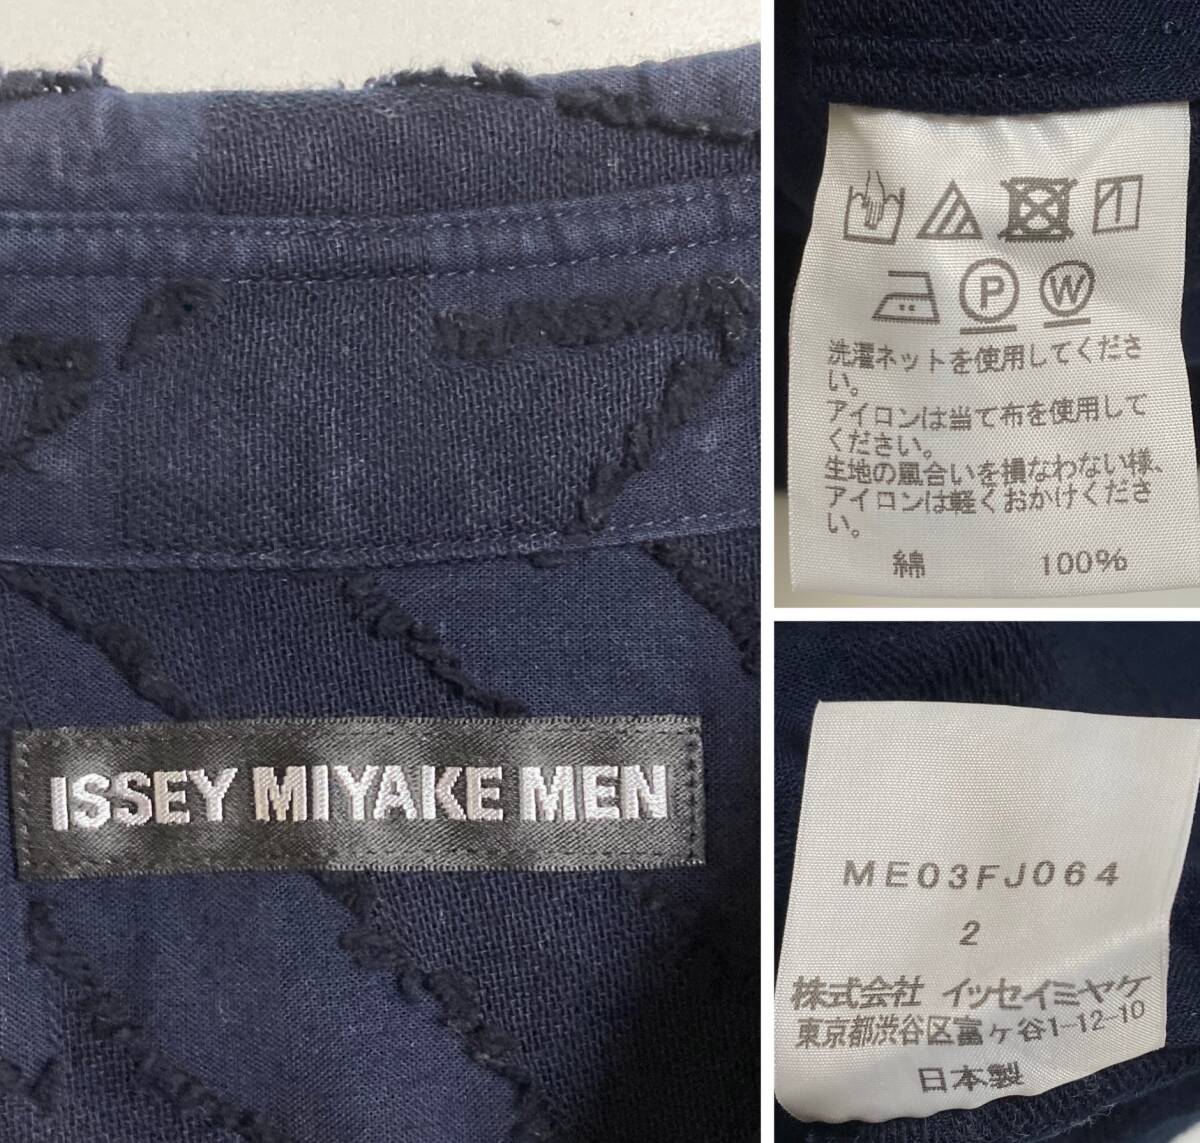 ISSEY MIYAKE MEN
P W
洗濯ネットを使用してくださ
い。
アイロンは当て布を使用して
ください。
生地の風合いを損なわない様、
アイロンは軽くおかけくださ
い。
綿 100%
ME03FJ064
2
株式会社 イッセイミヤケ
東京都渋谷区富ヶ谷1-12-10
日本製